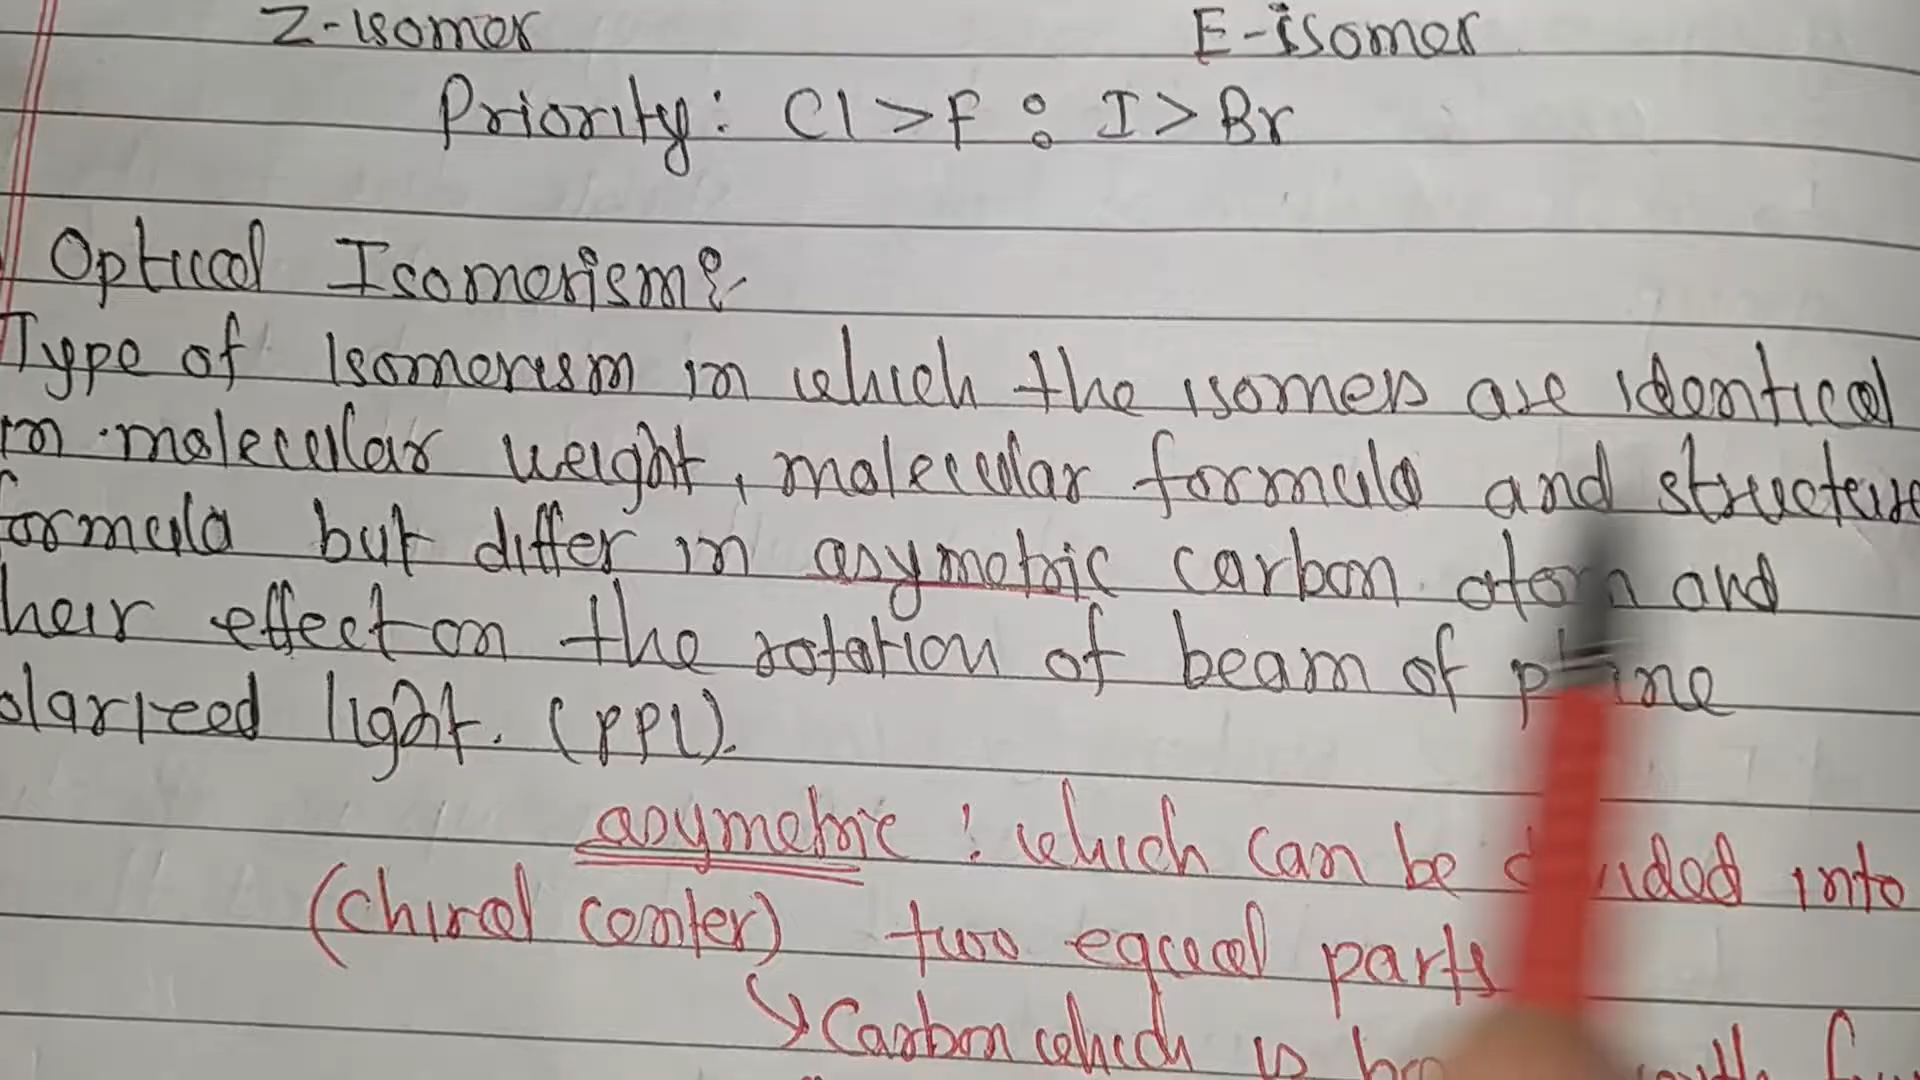 Z-isomer E-isomer
Priority: Cl > F : I > Br
Optical Isomerism:-
Type of Isomerism in which the isomers are identical
in molecular weight, molecular formula and structure
formula but differ in asymetric carbon atom and
heir effect on the rotation of beam of plane
olarized light. (PPL).
asymetric : which can be divided into
(Chiral center) two equal parts
↳ Carbon which is